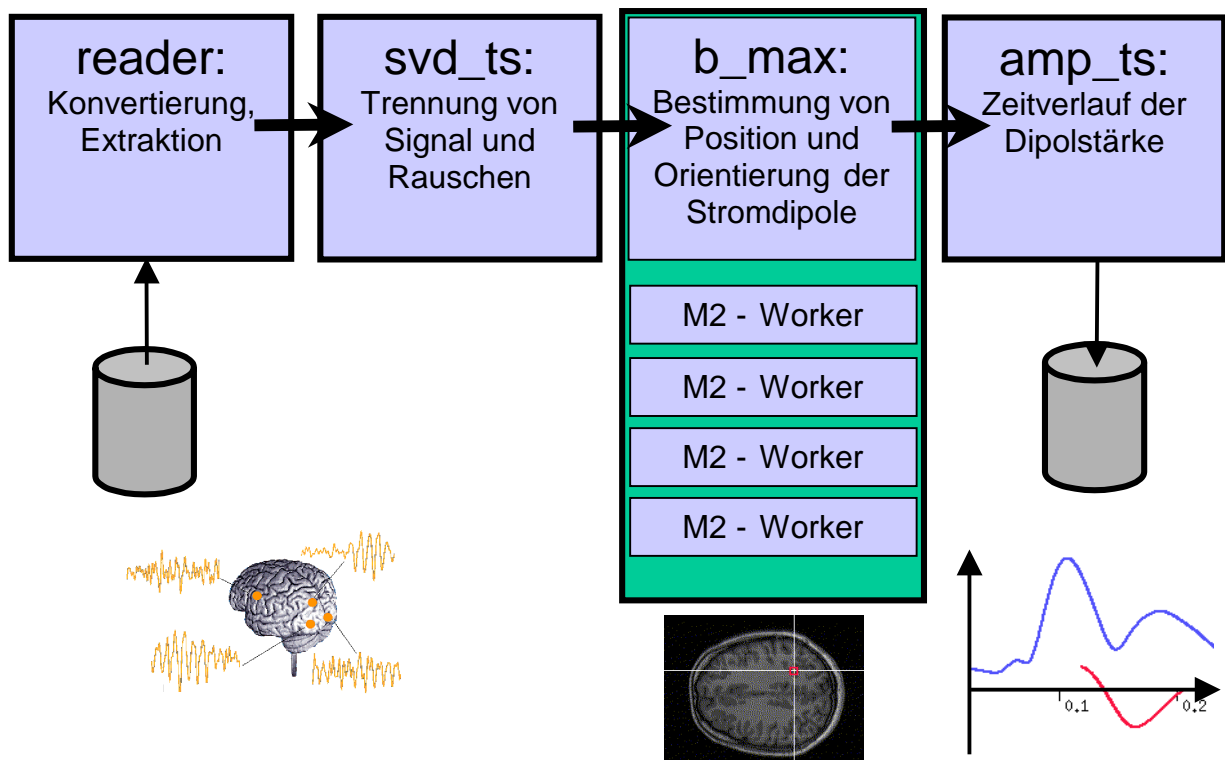 reader:
Konvertierung,
Extraktion
svd_ts:
Trennung von
Signal und
Rauschen
b_max:
Bestimmung von
Position und
Orientierung der
Stromdipole
amp_ts:
Zeitverlauf der
Dipolstärke
M2 - Worker
M2 - Worker
M2 - Worker
M2 - Worker
0.1
0.2